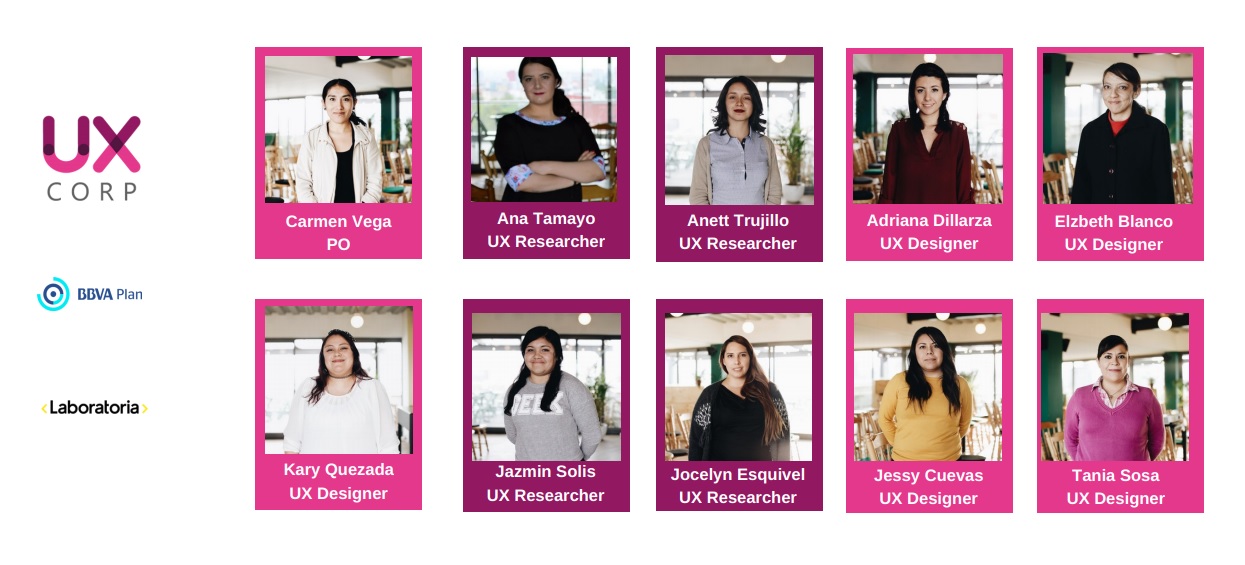 UX
CORP
BBVA Plan
‹Laboratoria›
Carmen Vega
PO
Ana Tamayo
UX Researcher
Anett Trujillo
UX Researcher
Adriana Dillarza
UX Designer
Elzbeth Blanco
UX Designer
Kary Quezada
UX Designer
Jazmin Solis
UX Researcher
Jocelyn Esquivel
UX Researcher
Jessy Cuevas
UX Designer
Tania Sosa
UX Designer